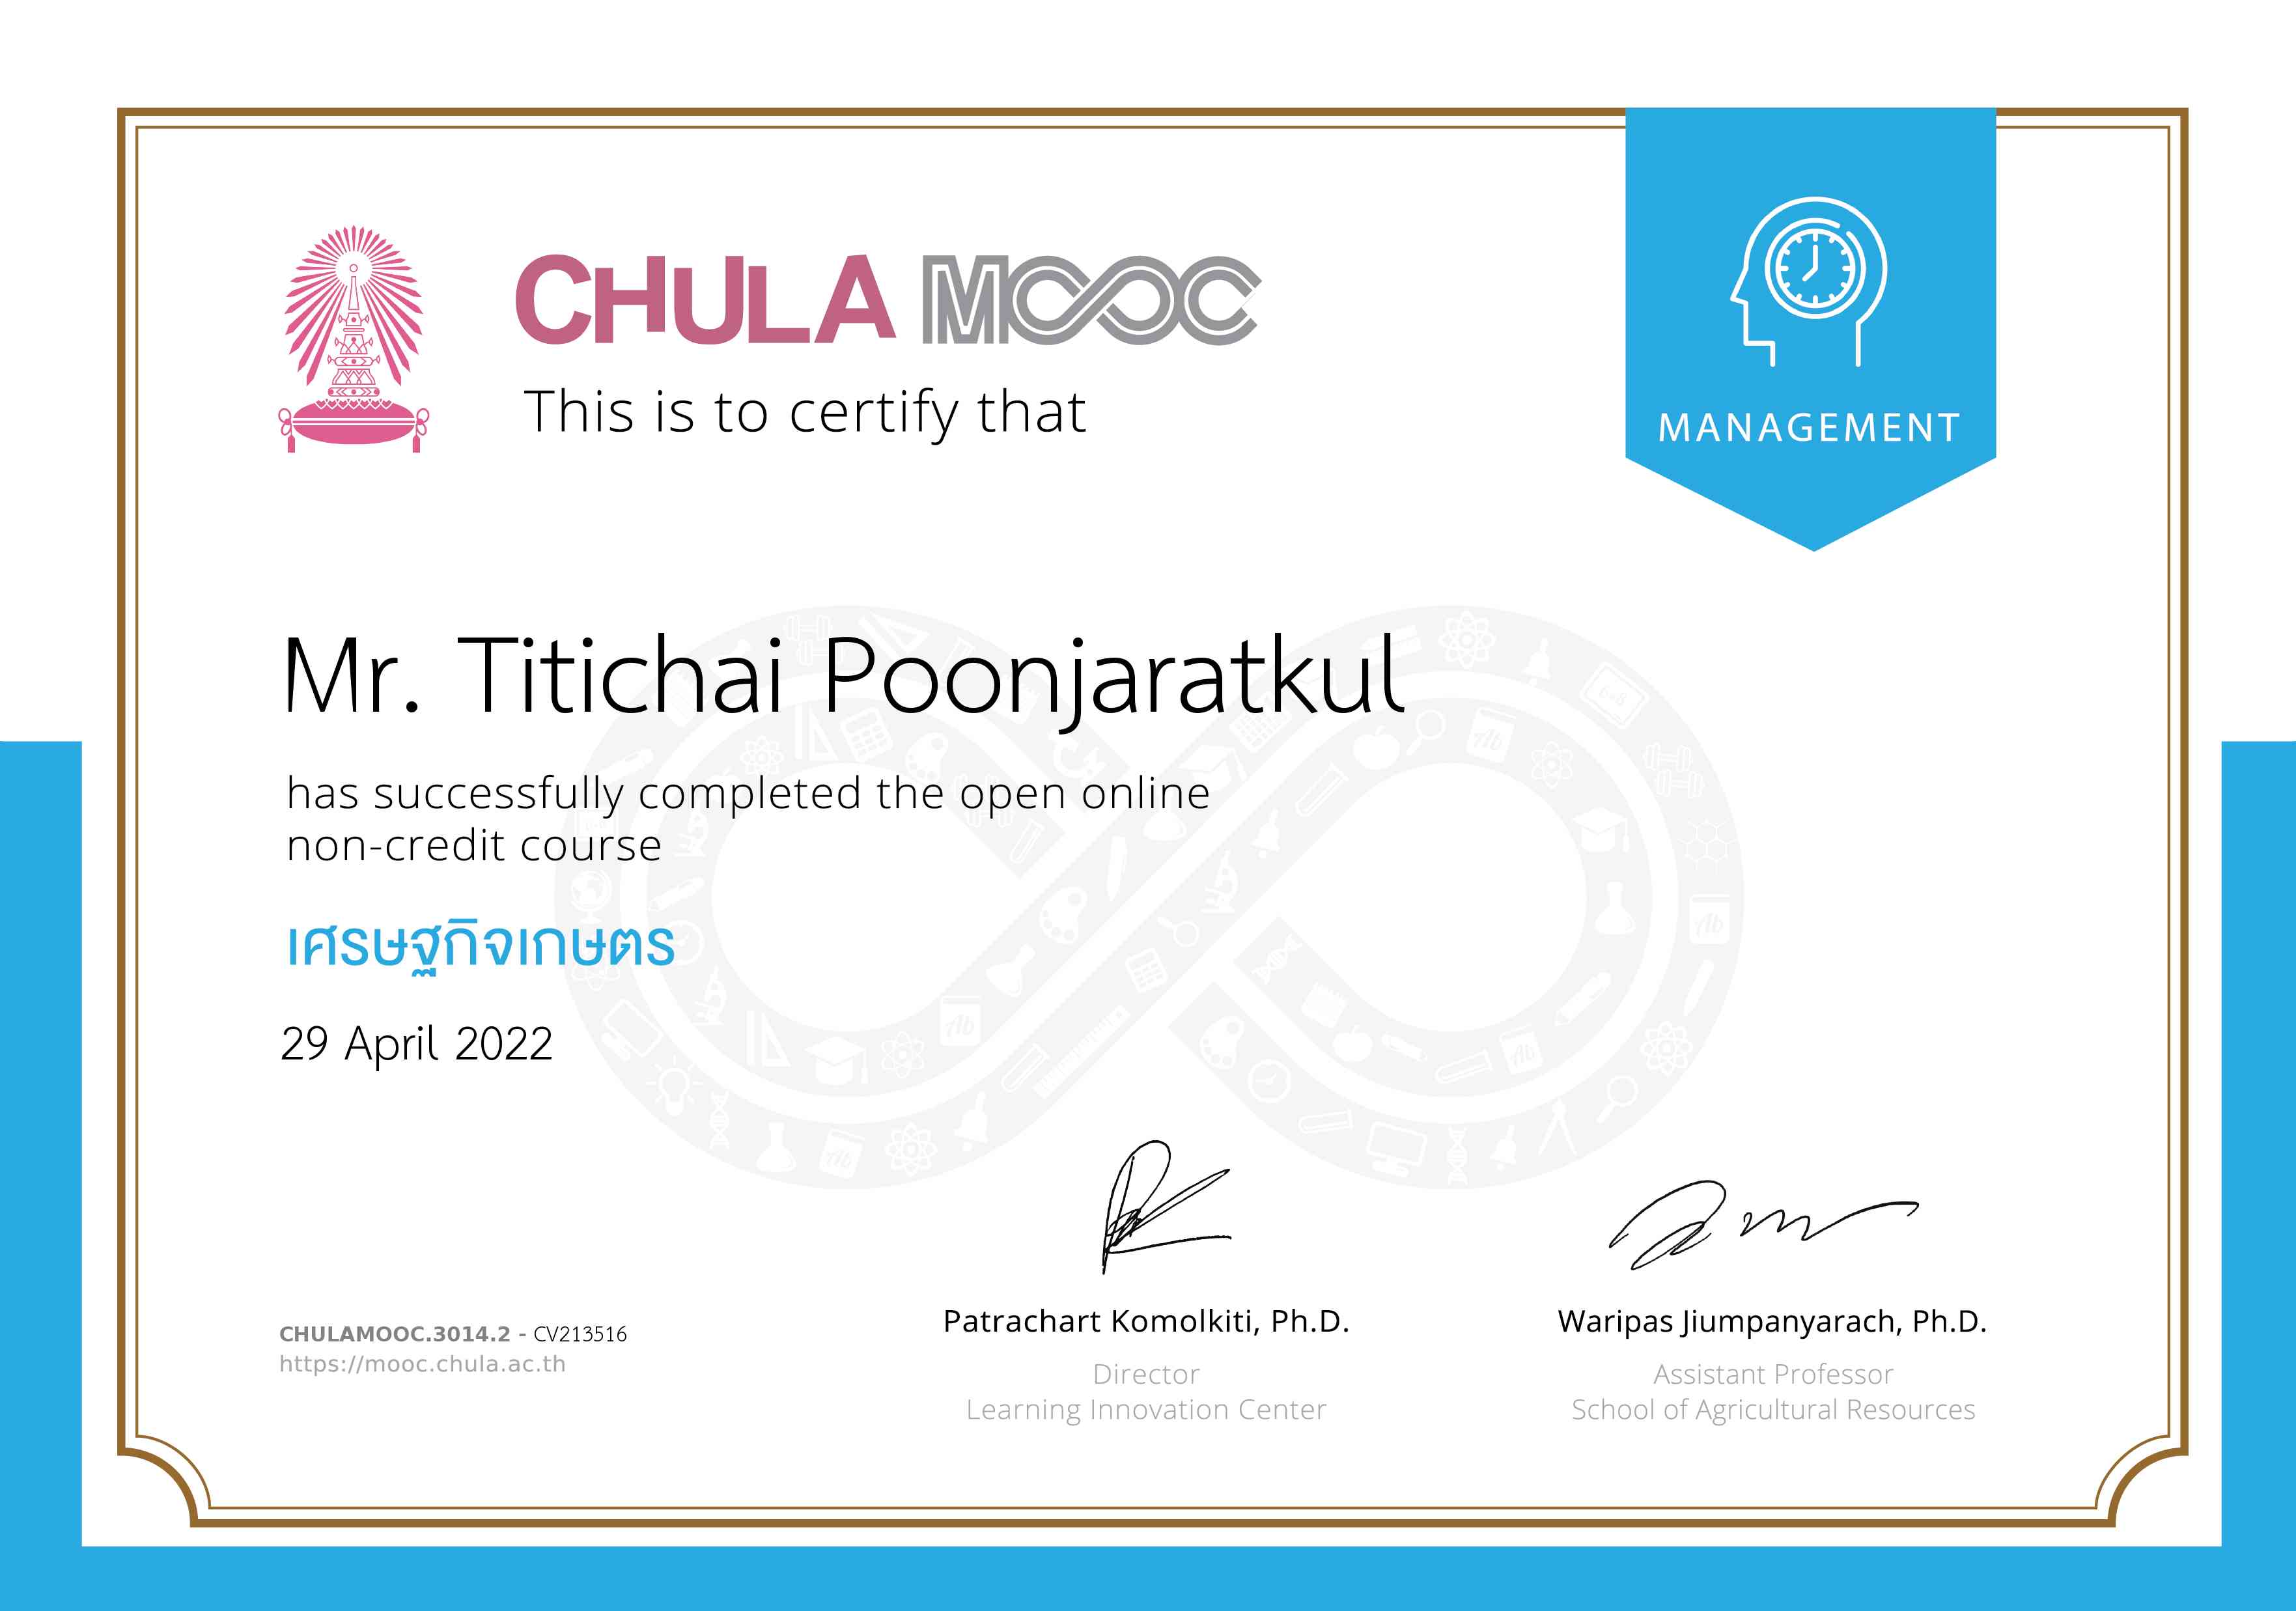 CHULA MOOC
This is to certify that
MANAGEMENT
Mr. Titichai Poonjaratkul
has successfully completed the open online
non-credit course
เศรษฐกิจเกษตร
29 April 2022
CHULAMOOC.3014.2 - CV213516
https://mooc.chula.ac.th
Patrachart Komolkiti, Ph.D.
Director
Learning Innovation Center
Waripas Jiumpanyarach, Ph.D.
Assistant Professor
School of Agricultural Resources